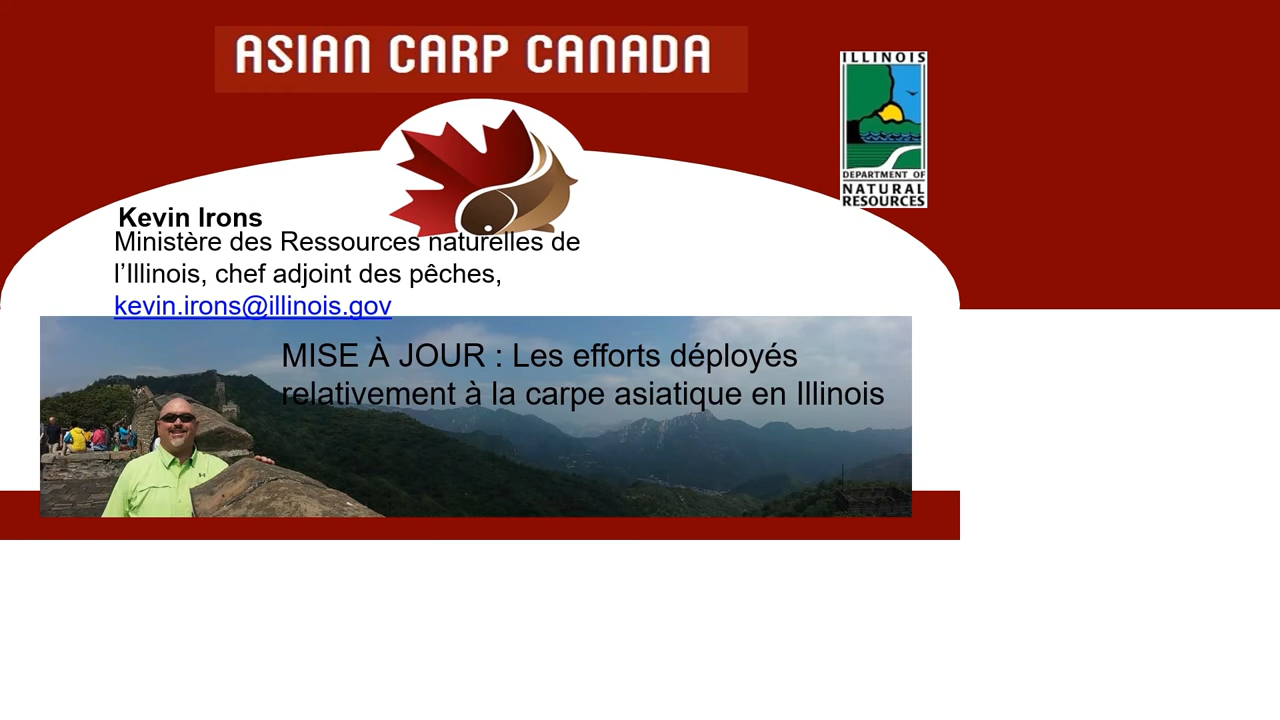 ASIAN CARP CANADA
ILLINOIS
DEPARTMENT OF
NATURAL
RESOURCES
Kevin Irons
Ministère des Ressources naturelles de
l’Illinois, chef adjoint des pêches,
kevin.irons@illinois.gov
MISE À JOUR : Les efforts déployés
relativement à la carpe asiatique en Illinois